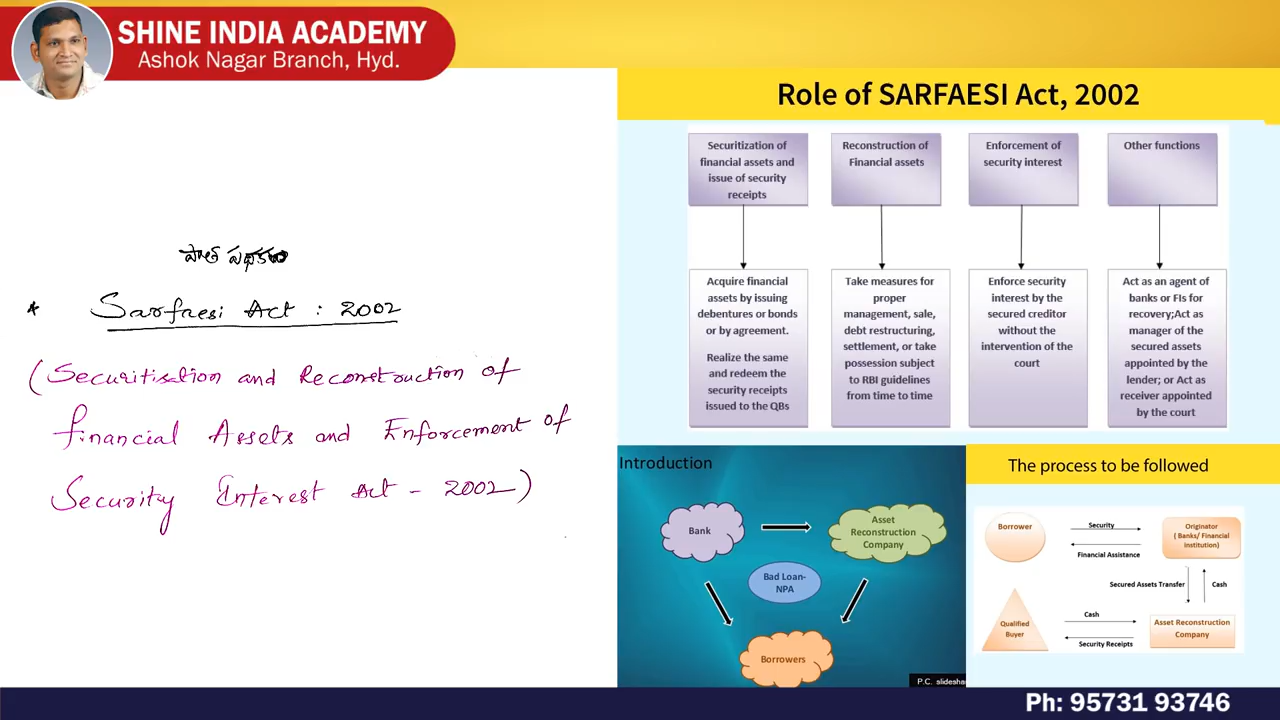 SHINE INDIA ACADEMY
Ashok Nagar Branch, Hyd.
పాత పథకం
* Sarfaesi Act : 2002
(Securitisation and Reconstruction of
Financial Assets and Enforcement of
Security Interest Act - 2002)
Role of SARFAESI Act, 2002
Securitization of
financial assets and
issue of security
receipts
Acquire financial
assets by issuing
debentures or bonds
or by agreement.
Realize the same
and redeem the
security receipts
issued to the QBs
Reconstruction of
Financial assets
Take measures for
proper
management, sale,
debt restructuring,
settlement, or take
possession subject
to RBI guidelines
from time to time
Enforcement of
security interest
Enforce security
interest by the
secured creditor
without the
intervention of the
court
Other functions
Act as an agent of
banks or FIs for
recovery;Act as
manager of the
secured assets
appointed by the
lender; or Act as
receiver appointed
by the court
Introduction
Bank
Asset
Reconstruction
Company
Bad Loan-
NPA
Borrowers
P.C. slideshar
The process to be followed
Borrower
Security
Financial Assistance
Originator
( Banks/ Financial
Institution)
Secured Assets Transfer
Cash
Qualified
Buyer
Cash
Security Receipts
Asset Reconstruction
Company
Ph: 95731 93746